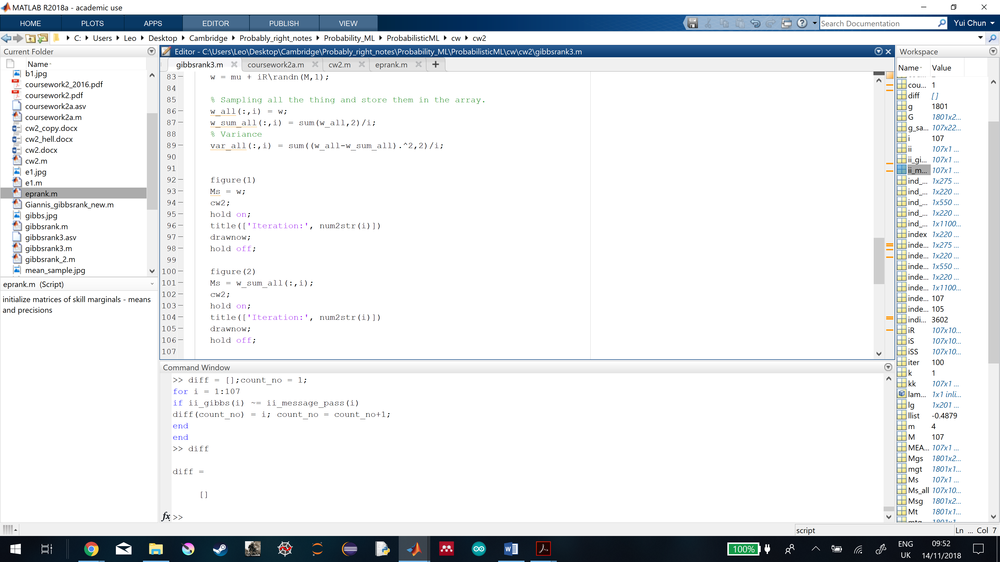 MATLAB R2018a - academic use
HOME PLOTS APPS EDITOR PUBLISH VIEW
Search Documentation
Yui Chun
C: Users Leo Desktop Cambridge Probably_right_notes Probability_ML ProbabilisticML cw cw2
Current Folder
Name
b1.jpg
coursework2_2016.pdf
coursework2.pdf
coursework2a.asv
coursework2a.m
cw2_copy.docx
cw2_hell.docx
cw2.docx
cw2.m
e1.jpg
e1.m
eprank.m
Giannis_gibbsrank_new.m
gibbs.jpg
gibbsrank.m
gibbsrank3.asv
gibbsrank3.m
gibbsrank_2.m
mean_sample.jpg
eprank.m (Script)
initialize matrices of skill marginals - means
and precisions
Editor - C:\Users\Leo\Desktop\Cambridge\Probably_right_notes\Probability_ML\ProbabilisticML\cw\cw2\gibbsrank3.m
gibbsrank3.m coursework2a.m cw2.m eprank.m
83 w = mu + iR\randn(M,1);
84
85 % Sampling all the thing and store them in the array.
86 w_all(:,i) = w;
87 w_sum_all(:,i) = sum(w_all,2)/i;
88 % Variance
89 var_all(:,i) = sum((w_all-w_sum_all).^2,2)/i;
90
91
92 figure(1)
93 Ms = w;
94 cw2;
95 hold on;
96 title(['Iteration:', num2str(i)])
97 drawnow;
98 hold off;
99
100 figure(2)
101 Ms = w_sum_all(:,i);
102 cw2;
103 hold on;
104 title(['Iteration:', num2str(i)])
105 drawnow;
106 hold off;
107
Command Window
>> diff = [];count_no = 1;
for i = 1:107
if ii_gibbs(i) ~= ii_message_pass(i)
diff(count_no) = i; count_no = count_no+1;
end
end
>> diff
diff =
[]
fx >>
Workspace
Name Value
cou... 1
diff []
g 1801
G 1801x2...
g_sa... 107x22...
i 107
ii 107x1 ...
ii_gi... 107x1 ...
ii_m... 107x1 ...
ind_... 1x275 ...
ind_... 1x220 ...
ind_... 1x550 ...
ind_... 1x220 ...
ind_... 1x1100...
index 1x220 ...
inde... 1x275 ...
inde... 1x220 ...
inde... 1x550 ...
inde... 1x220 ...
inde... 1x1100...
inde... 107
inde... 105
indi... 3602
iR 107x10...
iS 107x10...
iSS 107x10...
iter 100
k 1
kk 107x1 ...
lam... 1x1 inli...
lg 1x201 ...
llist -0.4879
m 4
M 107
MEA... 107x1 ...
Mgs 1801x2...
mgt 1801x1...
Ms 107x1 ...
Ms_all 107x10...
Msg 1801x2...
Mt 1801x1...
script
Ln ... Col 7
100%
ENG
UK
09:52
14/11/2018